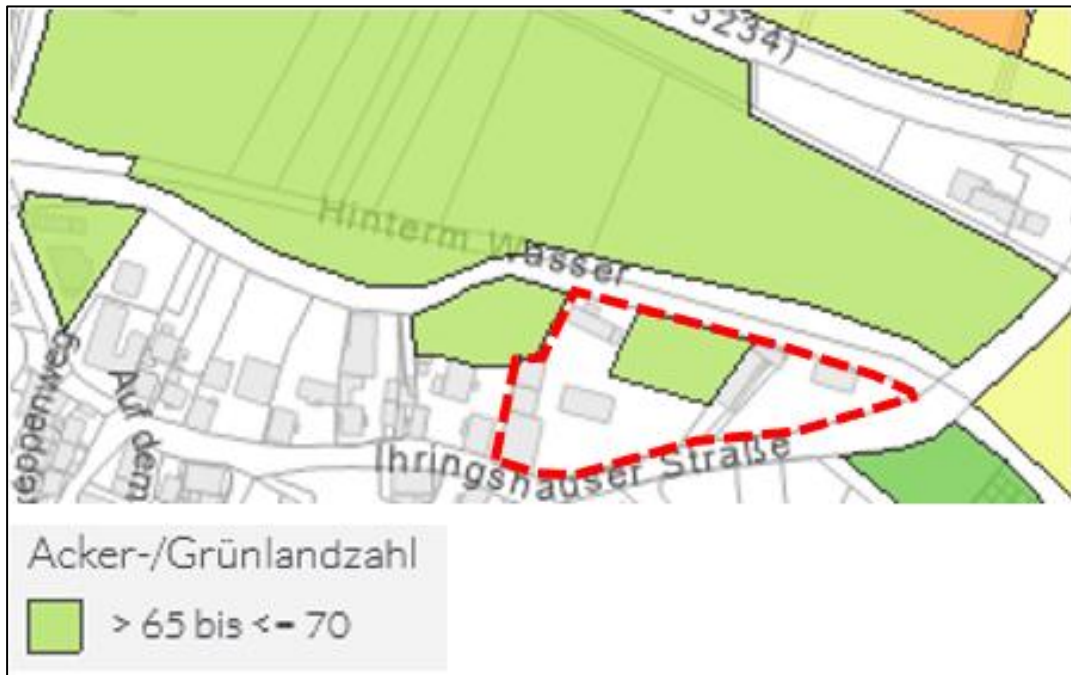 3234)
Hinterm Wasser
Auf dem
Ihringshäuser Straße
Acker-/Grünlandzahl
> 65 bis <= 70